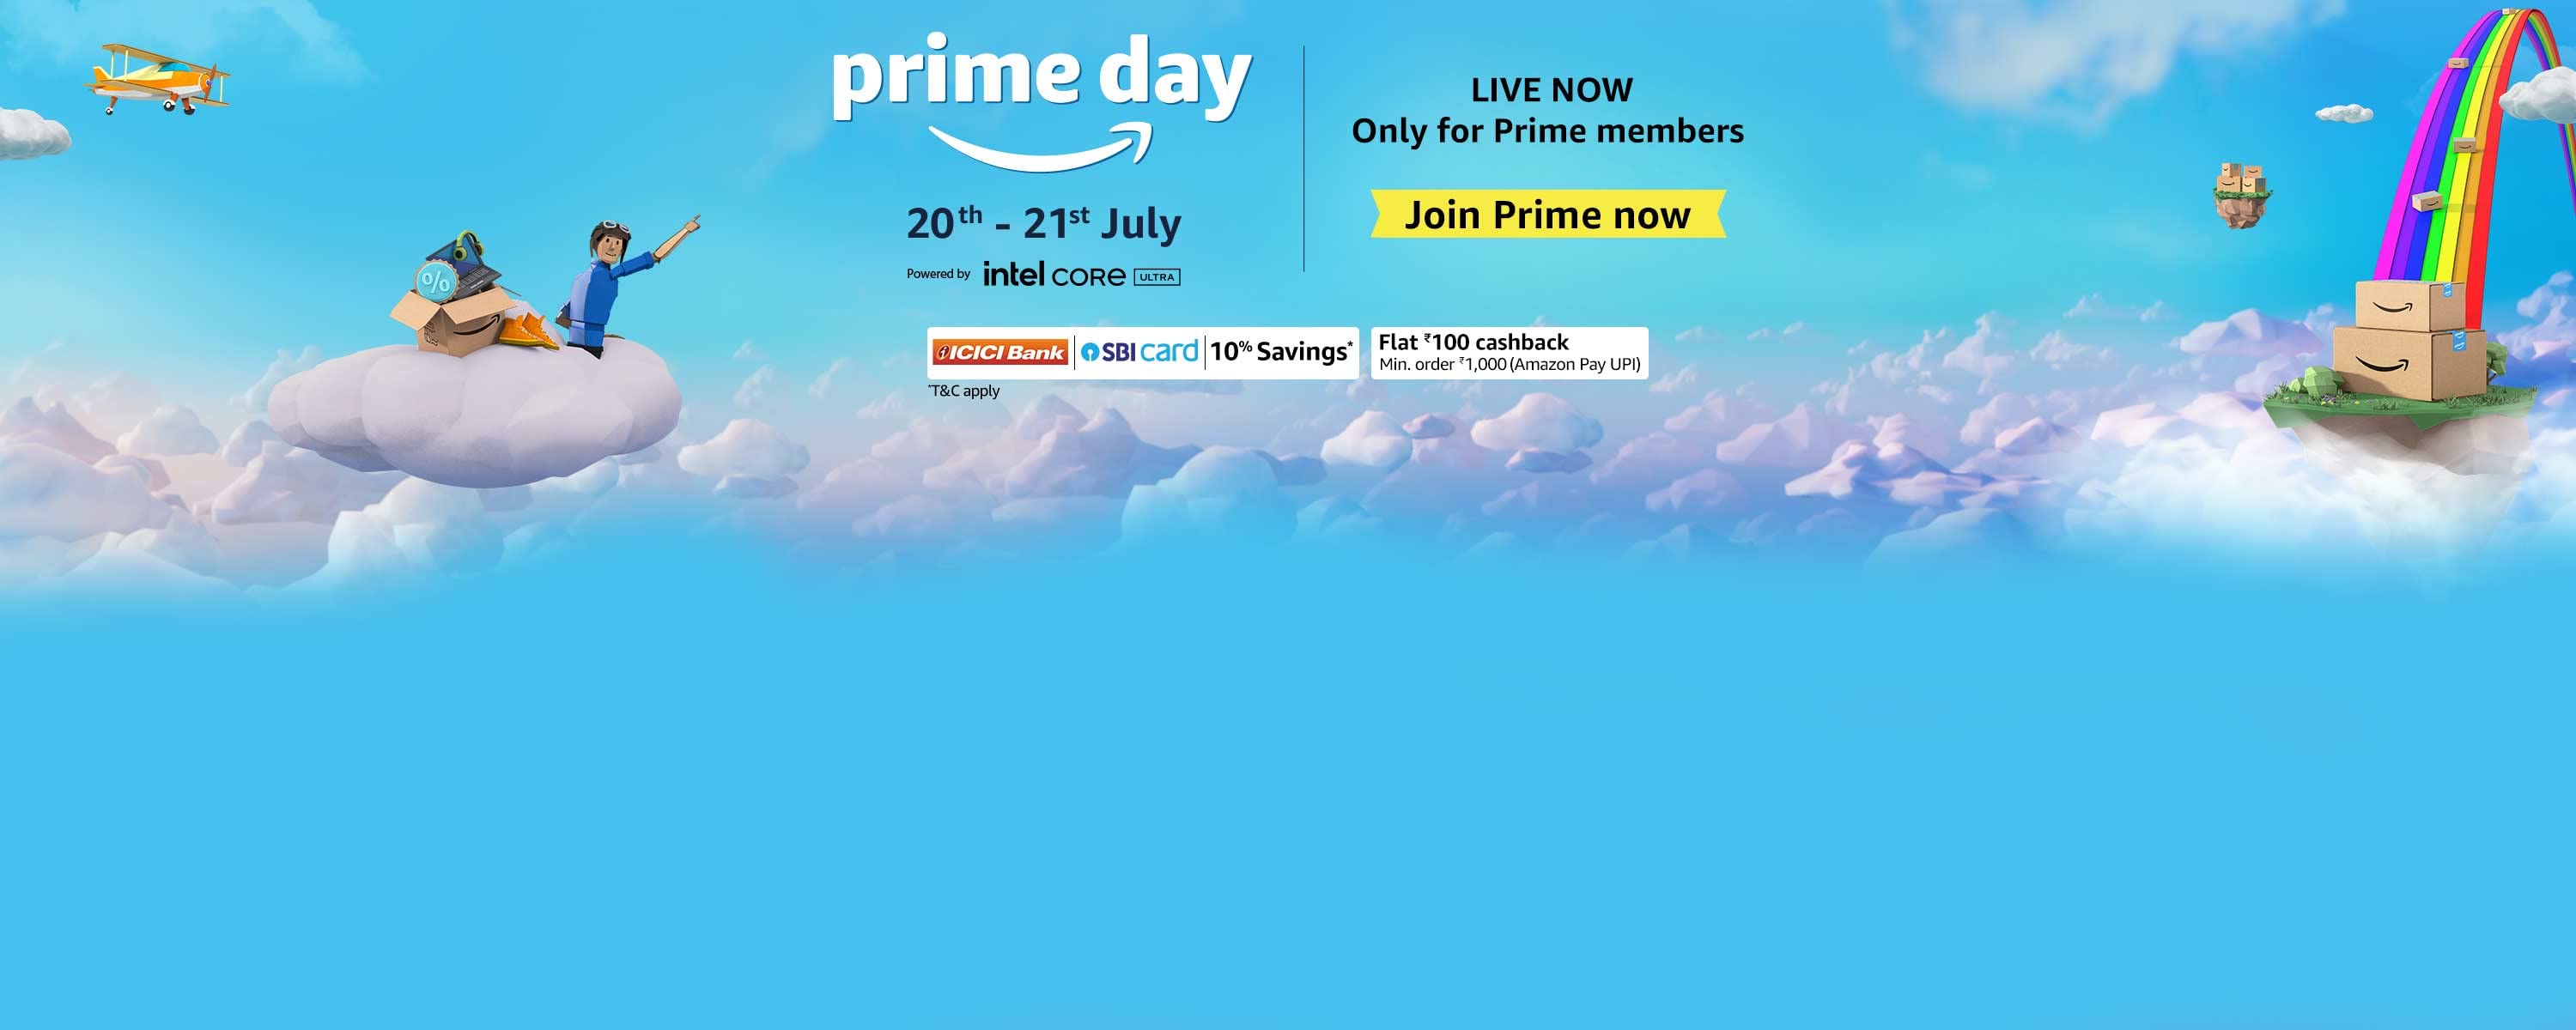 prime day
20th - 21st July
Powered by intel CORE ULTRA
LIVE NOW
Only for Prime members
Join Prime now
ICICI Bank SBI card 10% Savings*
*T&C apply
Flat ₹100 cashback
Min. order ₹1,000 (Amazon Pay UPI)
%